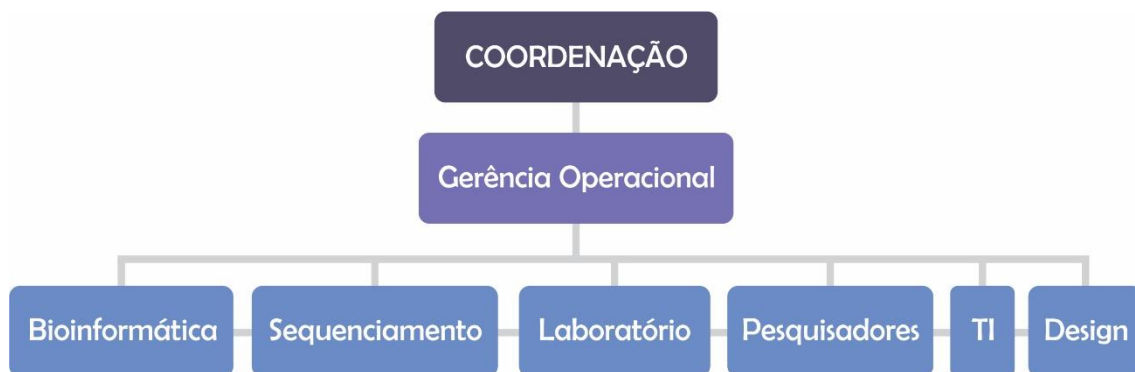 COORDENAÇÃO
Gerência Operacional
Bioinformática
Sequenciamento
Laboratório
Pesquisadores
TI
Design